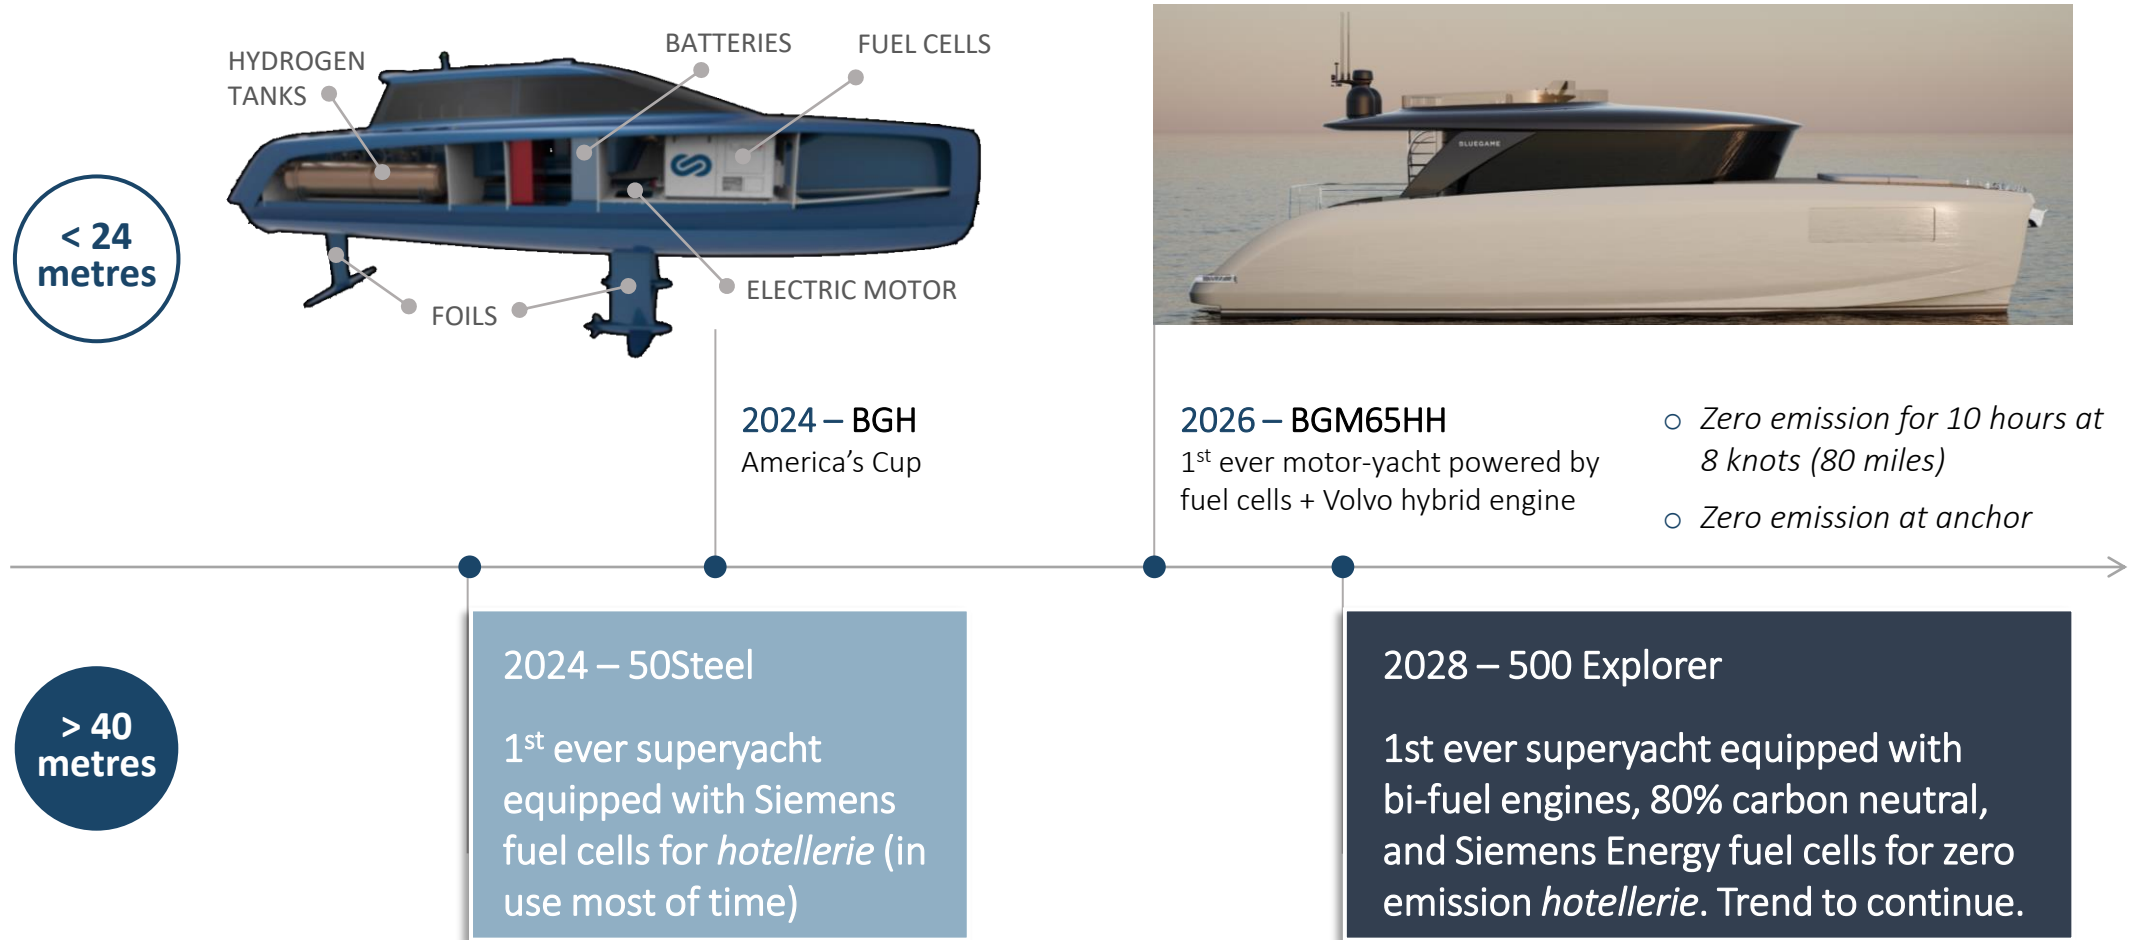 HYDROGEN
TANKS
BATTERIES
FUEL CELLS
FOILS
ELECTRIC MOTOR
BLUEGAME
< 24
metres
2024 – BGH
America’s Cup
2026 – BGM65HH
1st ever motor-yacht powered by
fuel cells + Volvo hybrid engine
Zero emission for 10 hours at
8 knots (80 miles)
Zero emission at anchor
> 40
metres
2024 – 50Steel
1st ever superyacht
equipped with Siemens
fuel cells for hotellerie (in
use most of time)
2028 – 500 Explorer
1st ever superyacht equipped with
bi-fuel engines, 80% carbon neutral,
and Siemens Energy fuel cells for zero
emission hotellerie. Trend to continue.